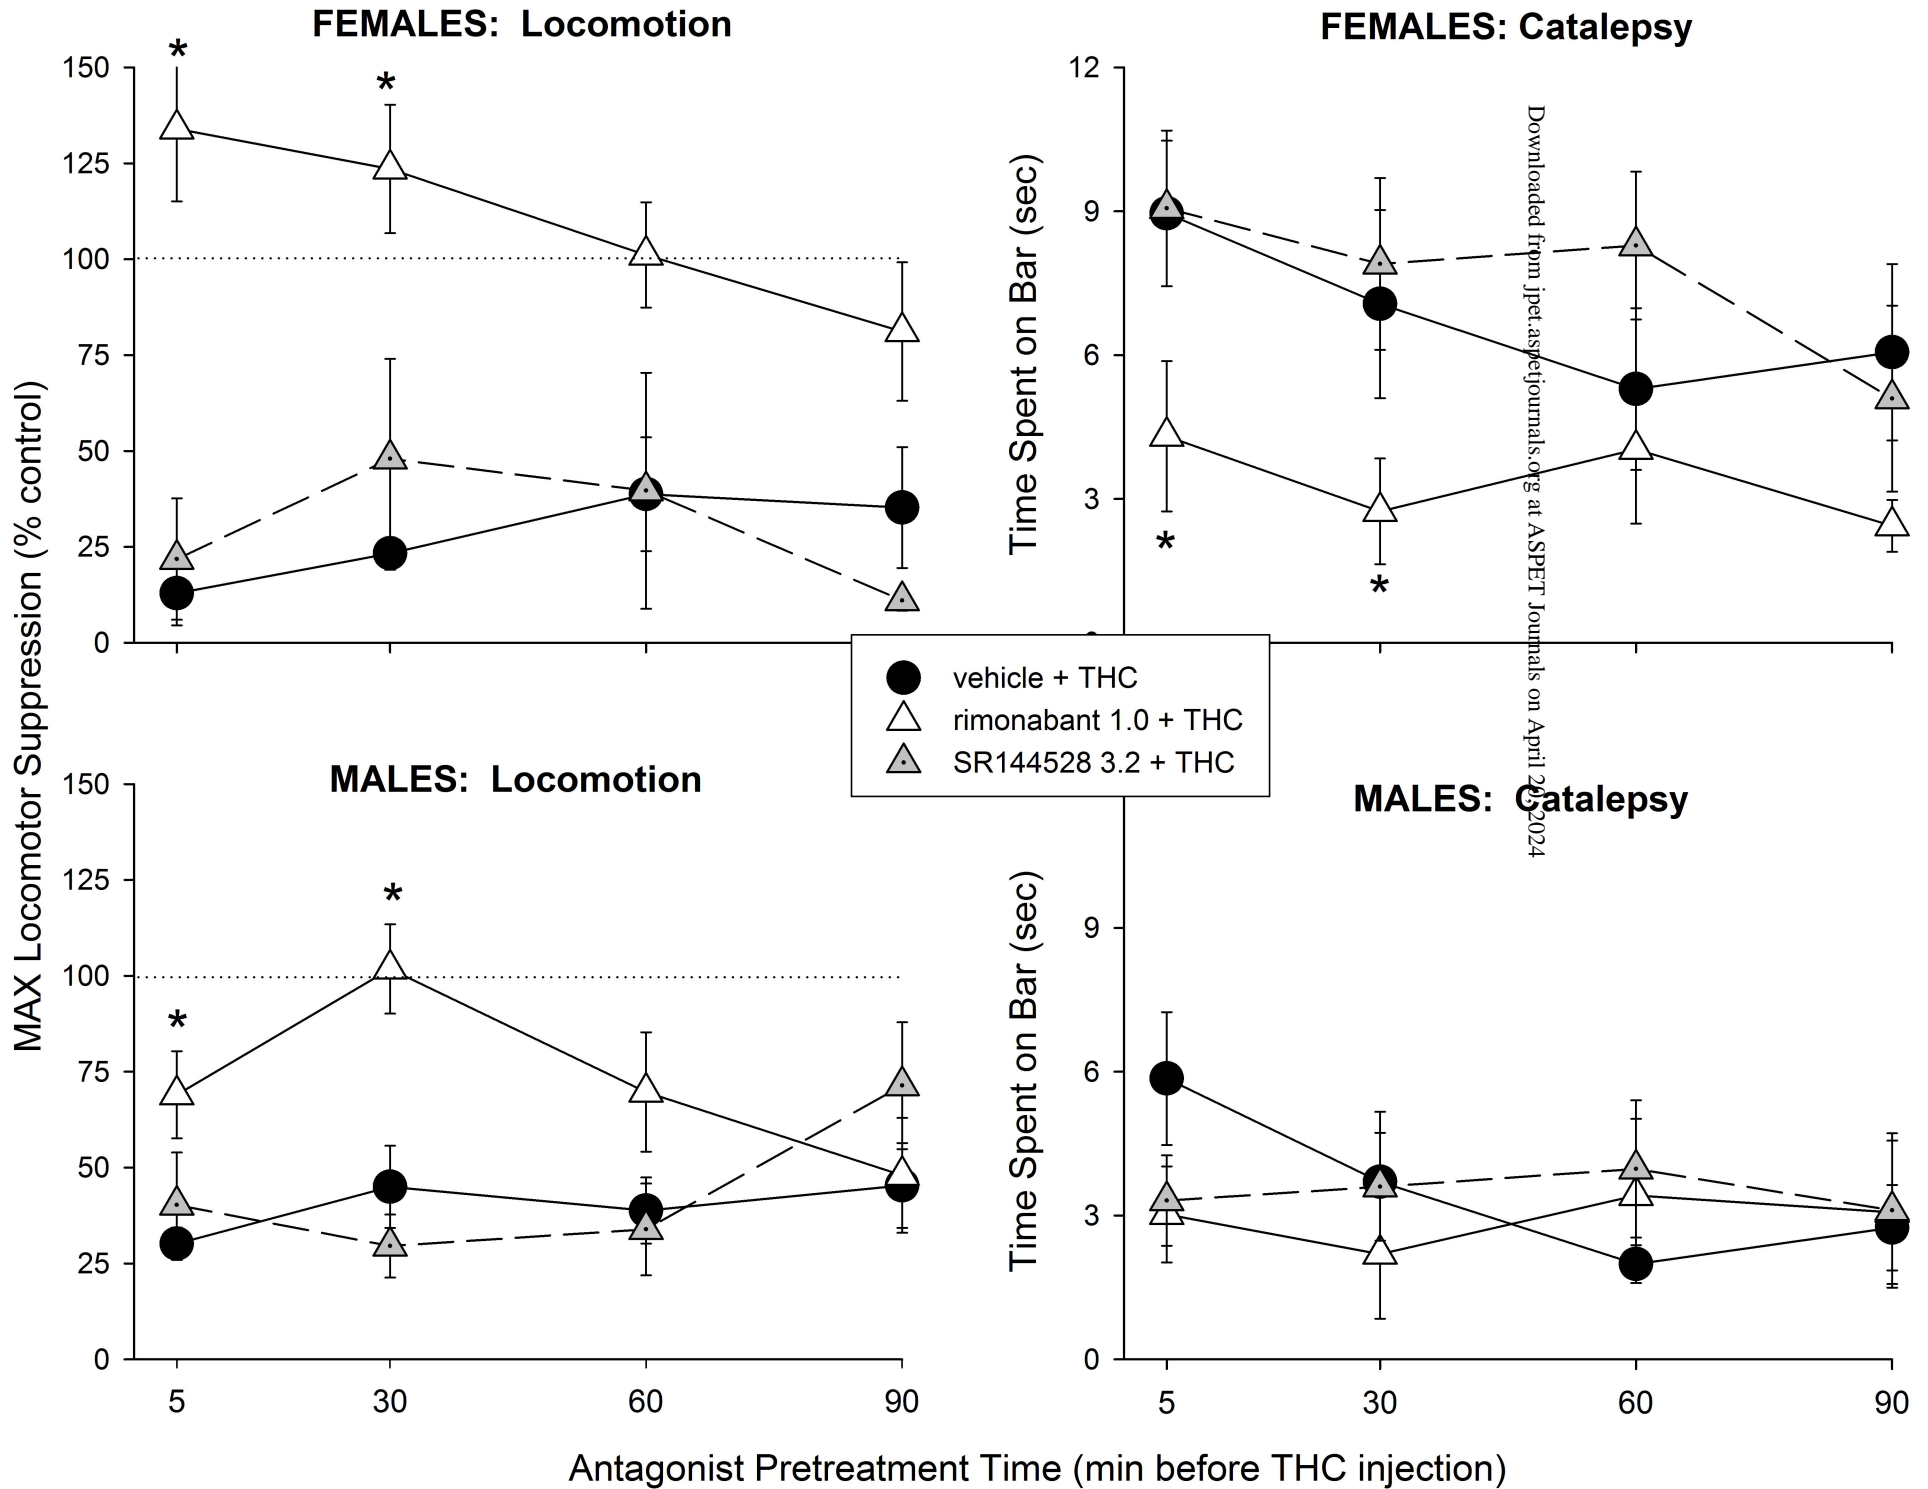 FEMALES: Locomotion
FEMALES: Catalepsy
MAX Locomotor Suppression (% control)
150
125
100
75
50
25
0
*
*
Time Spent on Bar (sec)
12
9
6
3
*
*
vehicle + THC
rimonabant 1.0 + THC
SR144528 3.2 + THC
MALES: Locomotion
MALES: Catalepsy
150
125
100
75
50
25
0
*
*
5 30 60 90
Time Spent on Bar (sec)
9
6
3
0
5 30 60 90
Antagonist Pretreatment Time (min before THC injection)
Downloaded from jpet.aspetjournals.org at ASPET Journals on April 20, 2024